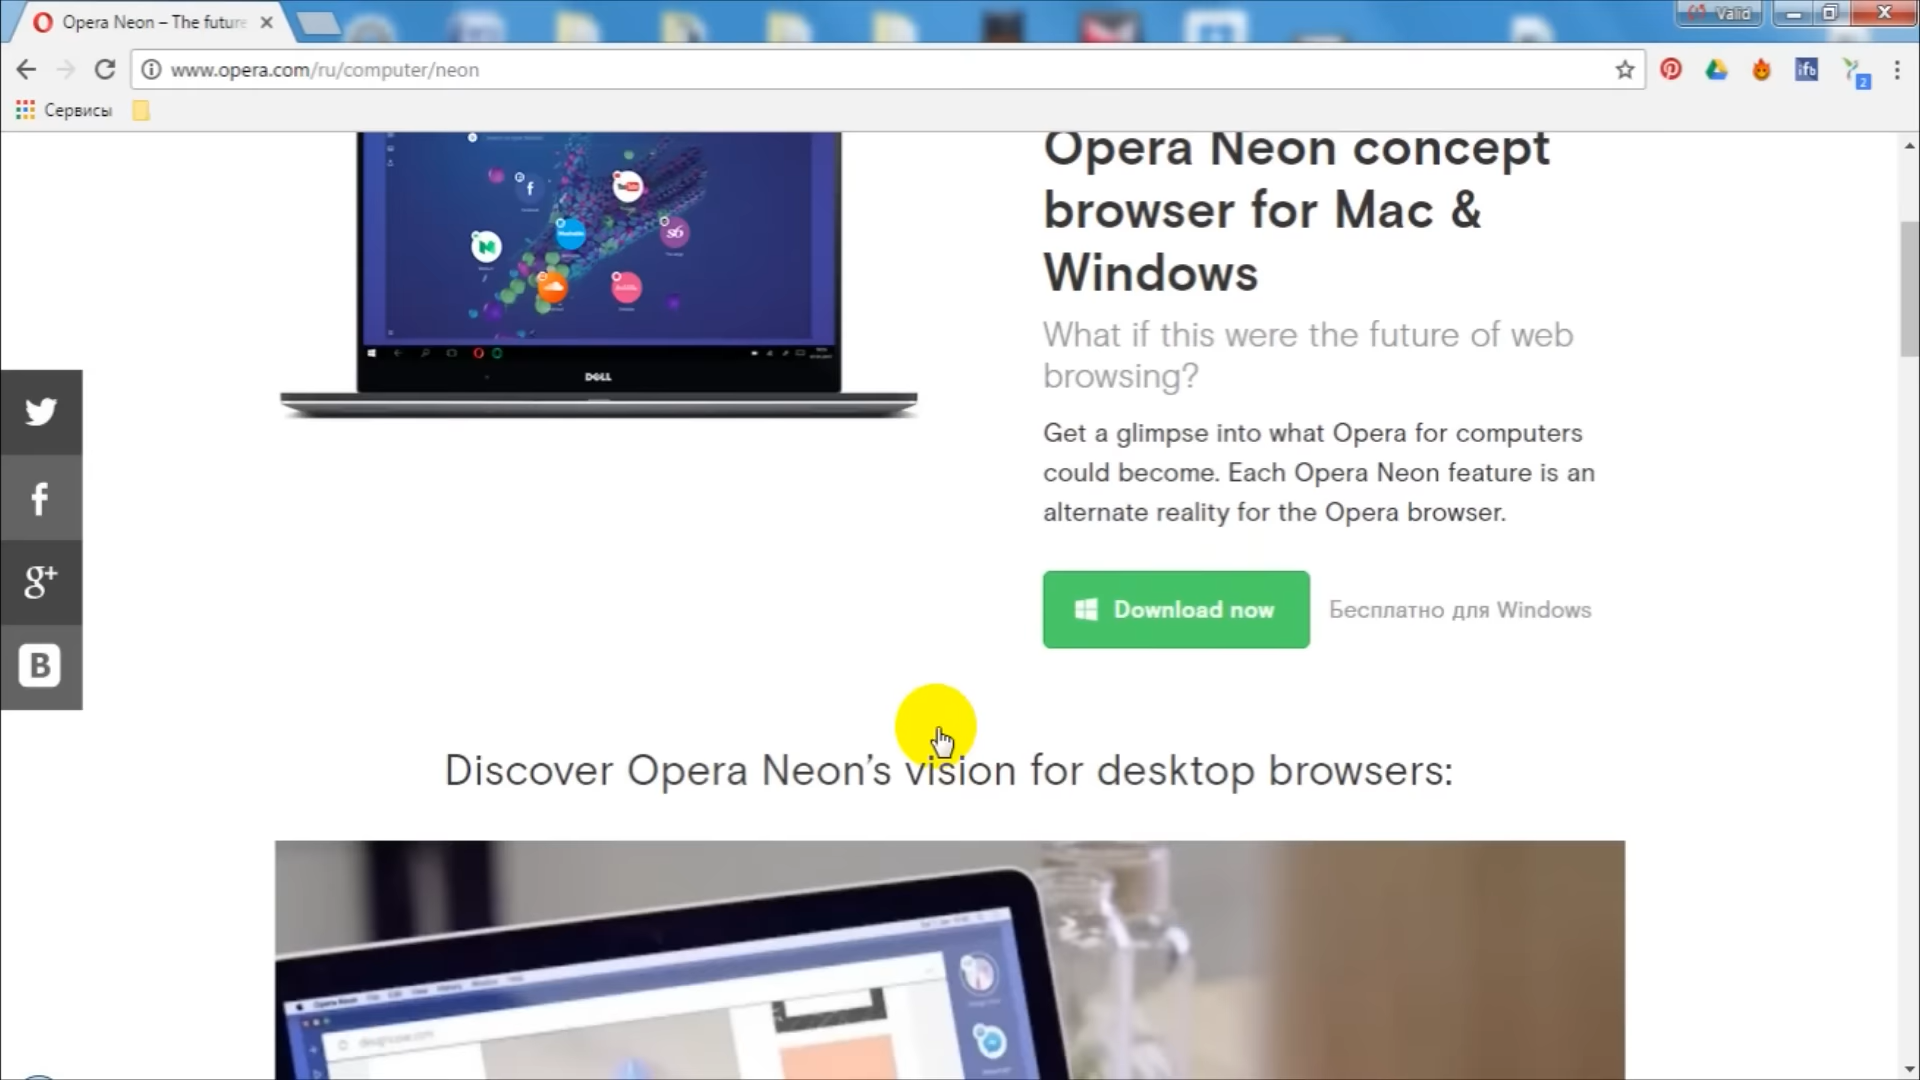 Opera Neon – The future
Valid
www.opera.com/ru/computer/neon
ifb
2
Сервисы
Opera Neon concept
browser for Mac &
Windows
What if this were the future of web
browsing?
Get a glimpse into what Opera for computers
could become. Each Opera Neon feature is an
alternate reality for the Opera browser.
Download now
Бесплатно для Windows
DELL
Discover Opera Neon’s vision for desktop browsers: